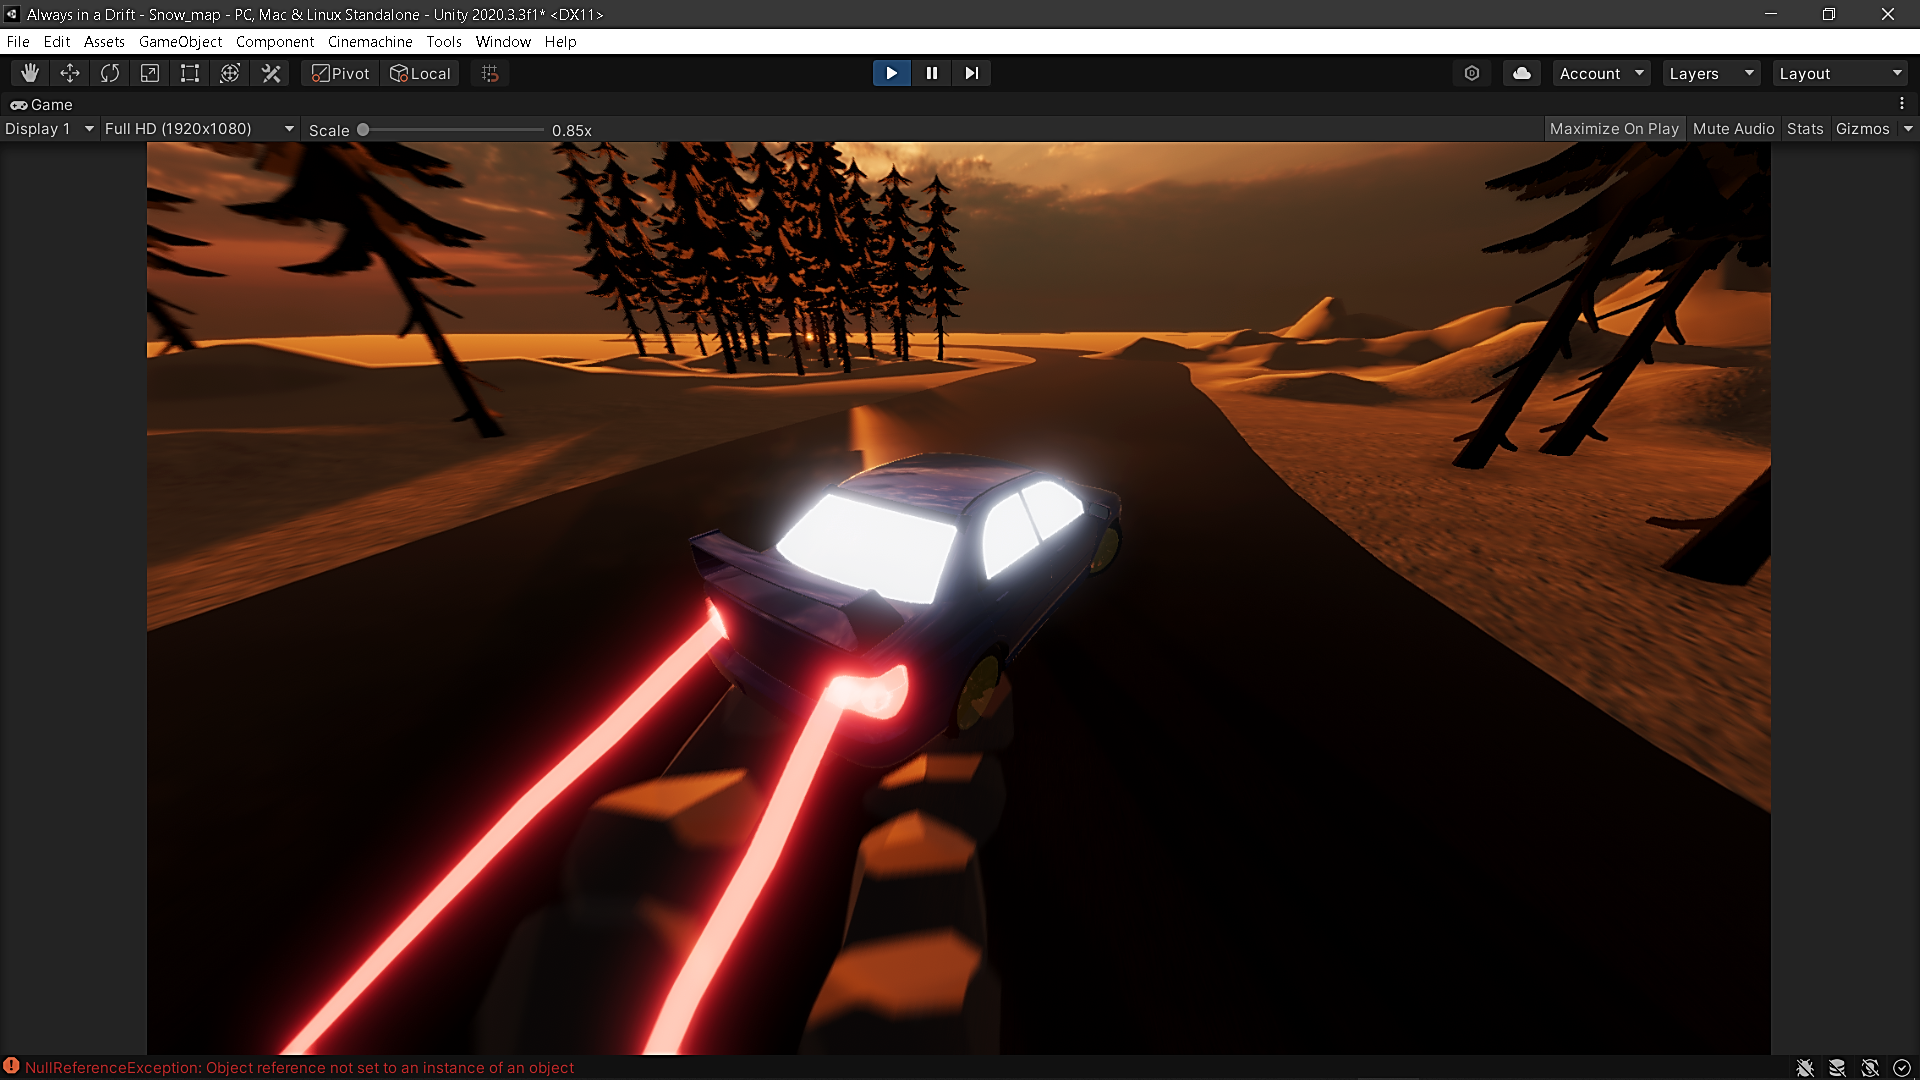 Always in a Drift - Snow_map - PC, Mac & Linux Standalone - Unity 2020.3.3f1* <DX11>
File Edit Assets GameObject Component Cinemachine Tools Window Help
Pivot Local Account Layers Layout
Game
Display 1 Full HD (1920x1080) Scale 0.85x Maximize On Play Mute Audio Stats Gizmos
NullReferenceException: Object reference not set to an instance of an object